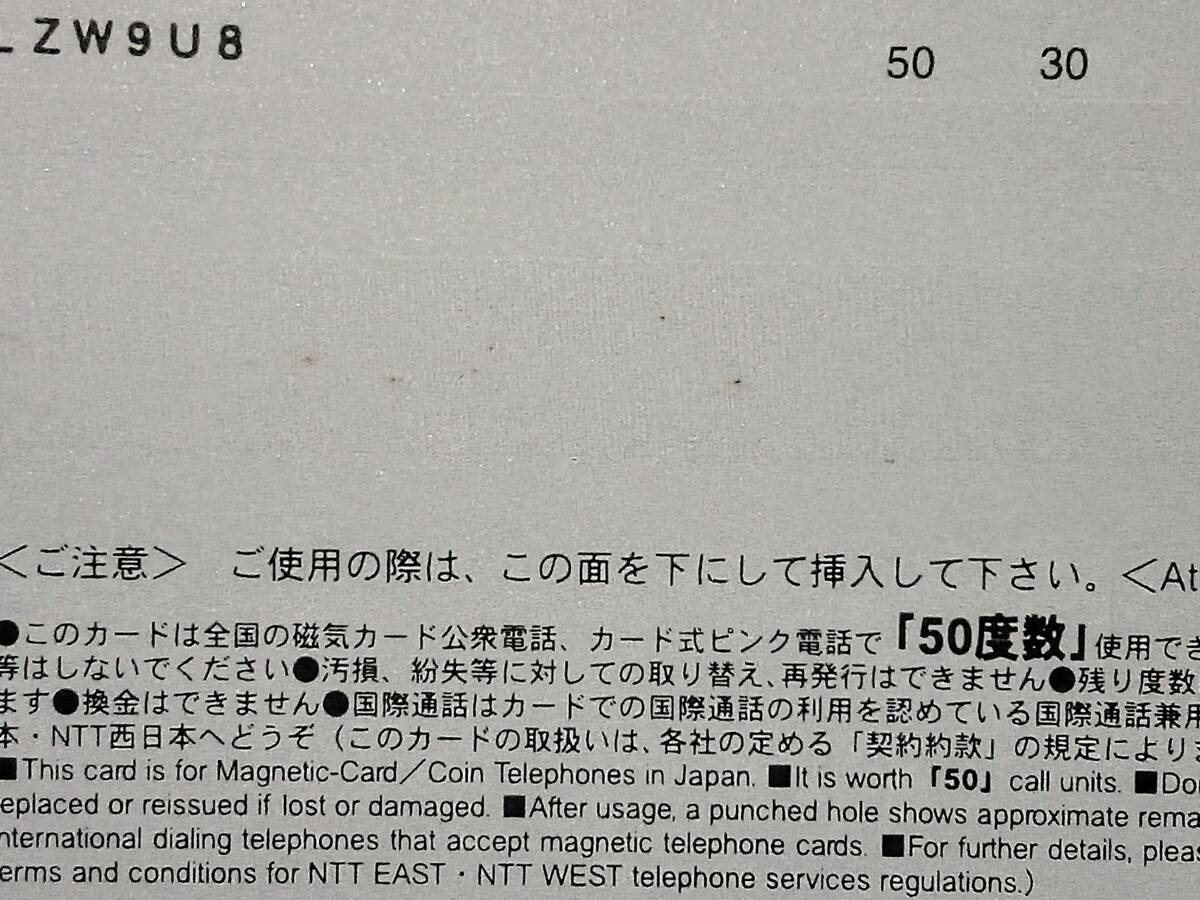 LZW9U8
50 30
＜ご注意＞ ご使用の際は、この面を下にして挿入して下さい。＜At
●このカードは全国の磁気カード公衆電話、カード式ピンク電話で「50度数」使用でき
等はしないでください●汚損、紛失等に対しての取り替え、再発行はできません●残り度数
ます●換金はできません●国際通話はカードでの国際通話の利用を認めている国際通話兼用
本・NTT西日本へどうぞ（このカードの取扱いは、各社の定める「契約約款」の規定によりま
■This card is for Magnetic-Card／Coin Telephones in Japan. ■It is worth「50」call units. ■Don
replaced or reissued if lost or damaged. ■After usage, a punched hole shows approximate rema
international dialing telephones that accept magnetic telephone cards. ■For further details, pleas
terms and conditions for NTT EAST・NTT WEST telephone services regulations.)